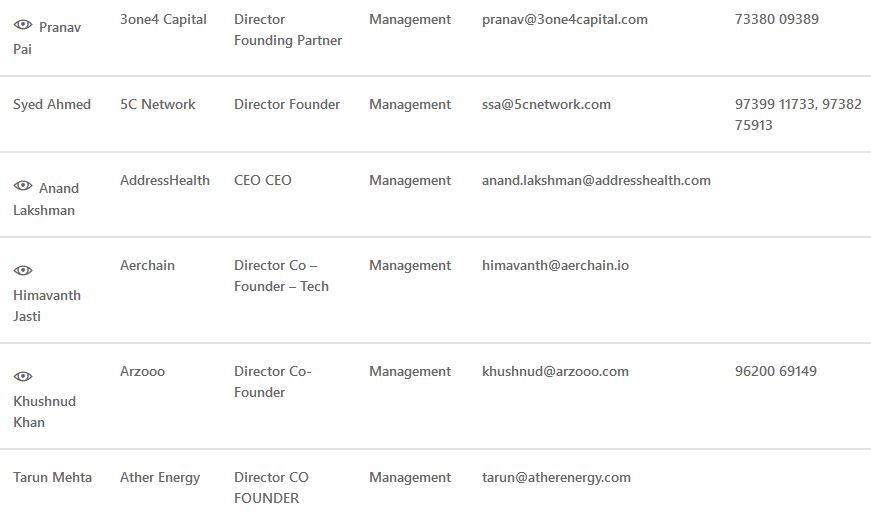 Pranav Pai 3one4 Capital Director Founding Partner Management pranav@3one4capital.com 73380 09389
Syed Ahmed 5C Network Director Founder Management ssa@5cnetwork.com 97399 11733, 97382 75913
Anand Lakshman AddressHealth CEO CEO Management anand.lakshman@addresshealth.com
Himavanth Jasti Aerchain Director Co – Founder – Tech Management himavanth@aerchain.io
Khushnud Khan Arzooo Director Co-Founder Management khushnud@arzooo.com 96200 69149
Tarun Mehta Ather Energy Director CO FOUNDER Management tarun@atherenergy.com